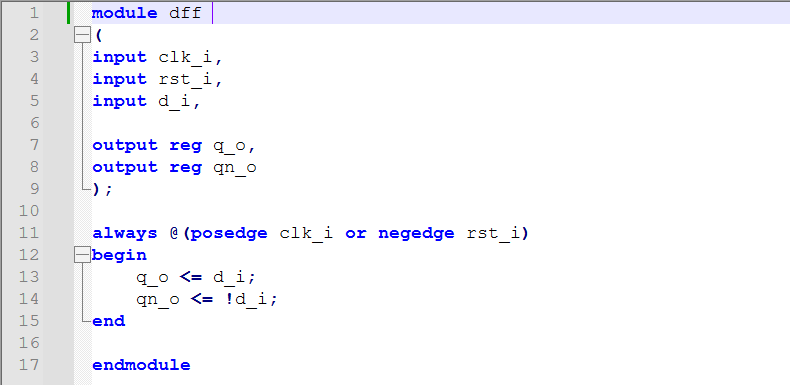 1 module dff
2 (
3 input clk_i,
4 input rst_i,
5 input d_i,
6
7 output reg q_o,
8 output reg qn_o
9 );
10
11 always @(posedge clk_i or negedge rst_i)
12 begin
13     q_o <= d_i;
14     qn_o <= !d_i;
15 end
16
17 endmodule